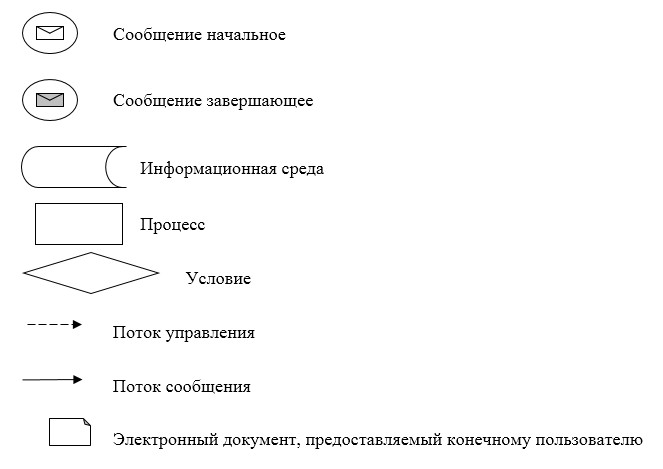 Сообщение начальное
Сообщение завершающее
Информационная среда
Процесс
Условие
Поток управления
Поток сообщения
Электронный документ, предоставляемый конечному пользователю